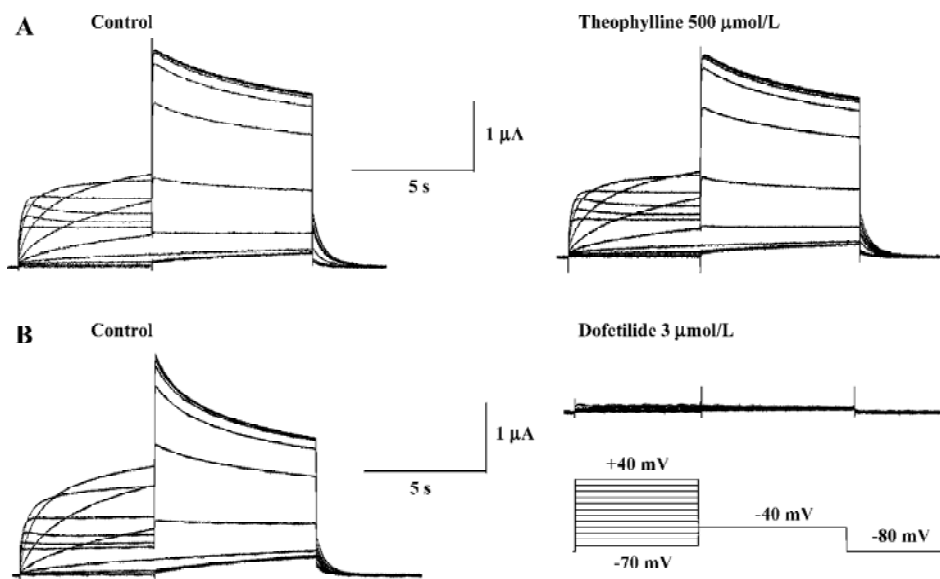 A
Control
Theophylline 500 μmol/L
1 μA
5 s
B
Control
Dofetilide 3 μmol/L
1 μA
5 s
+40 mV
-40 mV
-80 mV
-70 mV